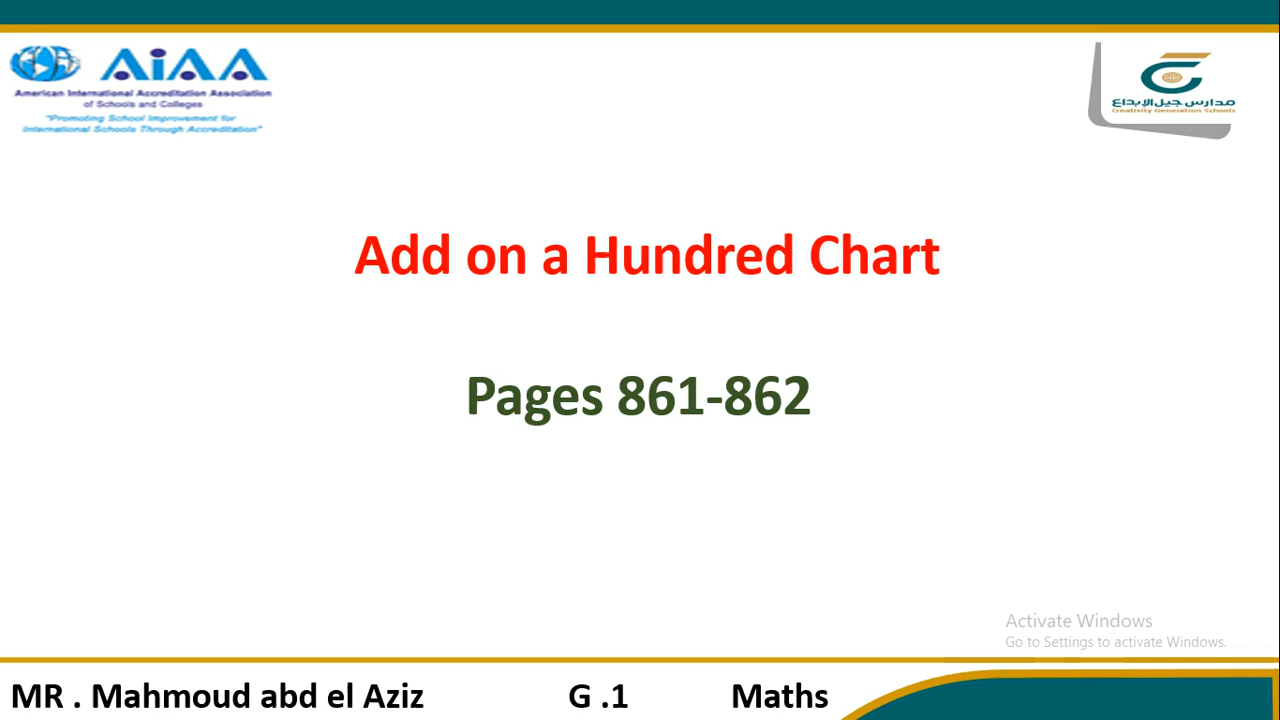 AiAA
American International Accreditation Association
of Schools and Colleges
"Promoting School Improvement for
International Schools Through Accreditation"
مدارس جيل الإبداع
Creativity Generation Schools
Add on a Hundred Chart
Pages 861-862
Activate Windows
Go to Settings to activate Windows.
MR . Mahmoud abd el Aziz G .1 Maths